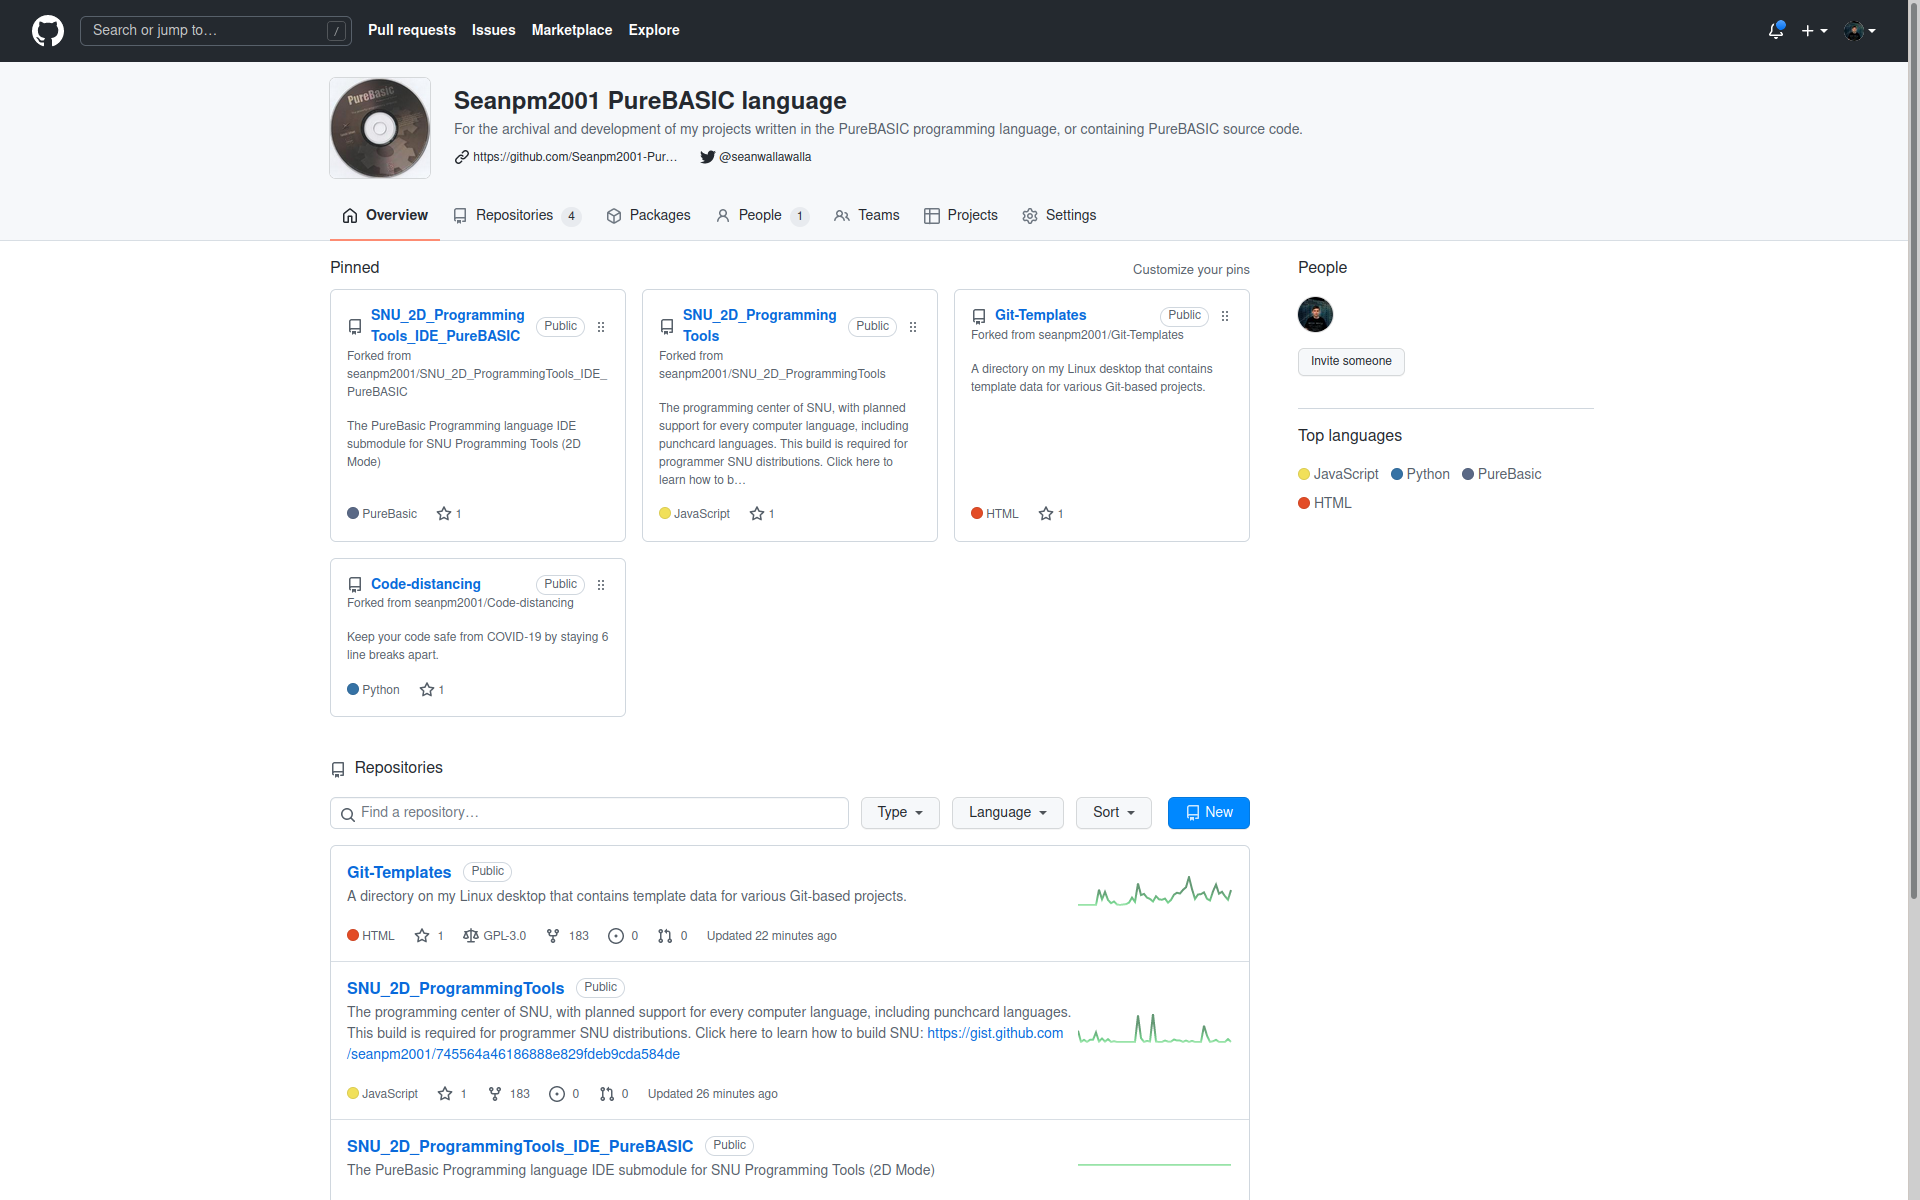 Search or jump to…
/
Pull requests
Issues
Marketplace
Explore
PureBasic
Seanpm2001 PureBASIC language
For the archival and development of my projects written in the PureBASIC programming language, or containing PureBASIC source code.
https://github.com/Seanpm2001-Pur…
@seanwallawalla
Overview
Repositories 4
Packages
People 1
Teams
Projects
Settings
Pinned
Customize your pins
SNU_2D_Programming
Tools_IDE_PureBASIC
Public
Forked from
seanpm2001/SNU_2D_ProgrammingTools_IDE_
PureBASIC
The PureBasic Programming language IDE
submodule for SNU Programming Tools (2D
Mode)
PureBasic 1
SNU_2D_Programming
Tools
Public
Forked from
seanpm2001/SNU_2D_ProgrammingTools
The programming center of SNU, with planned
support for every computer language, including
punchcard languages. This build is required for
programmer SNU distributions. Click here to
learn how to b…
JavaScript 1
Git-Templates
Public
Forked from seanpm2001/Git-Templates
A directory on my Linux desktop that contains
template data for various Git-based projects.
HTML 1
Code-distancing
Public
Forked from seanpm2001/Code-distancing
Keep your code safe from COVID-19 by staying 6
line breaks apart.
Python 1
People
Invite someone
Top languages
JavaScript Python PureBasic
HTML
Repositories
Find a repository…
Type
Language
Sort
New
Git-Templates Public
A directory on my Linux desktop that contains template data for various Git-based projects.
HTML 1 GPL-3.0 183 0 0 Updated 22 minutes ago
SNU_2D_ProgrammingTools Public
The programming center of SNU, with planned support for every computer language, including punchcard languages.
This build is required for programmer SNU distributions. Click here to learn how to build SNU: https://gist.github.com
/seanpm2001/745564a46186888e829fdeb9cda584de
JavaScript 1 183 0 0 Updated 26 minutes ago
SNU_2D_ProgrammingTools_IDE_PureBASIC Public
The PureBasic Programming language IDE submodule for SNU Programming Tools (2D Mode)